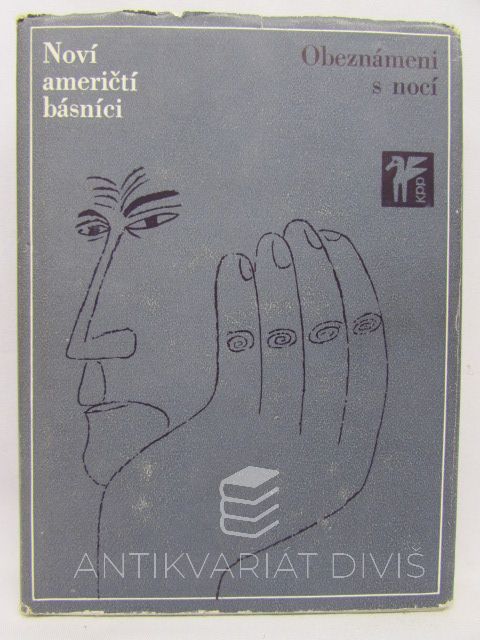 Noví
američtí
básníci
Obeznámeni
s nocí
kpp
ANTIKVARIÁT DIVIŠ